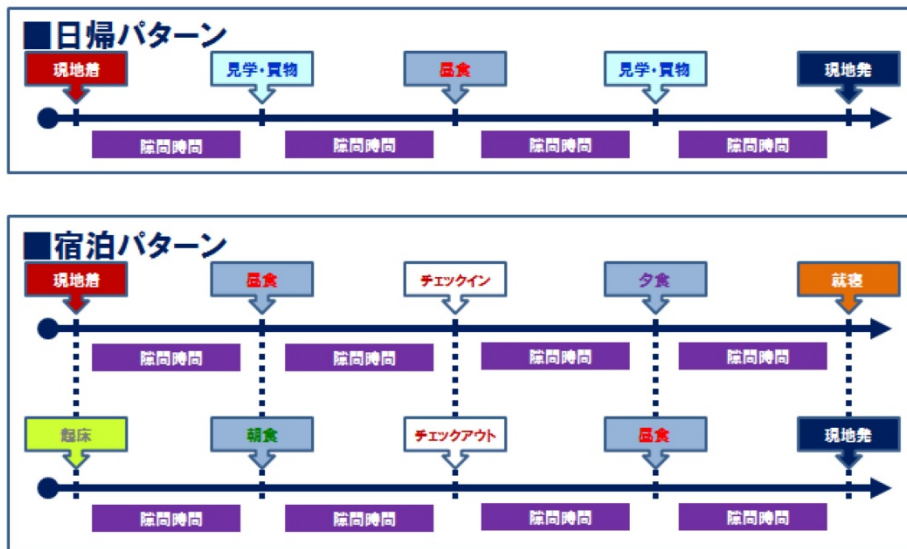 ■日帰パターン
現地着 見学・買物 昼食 見学・買物 現地発
隙間時間 隙間時間 隙間時間 隙間時間
■宿泊パターン
現地着 昼食 チェックイン 夕食 就寝
隙間時間 隙間時間 隙間時間 隙間時間
起床 朝食 チェックアウト 昼食 現地発
隙間時間 隙間時間 隙間時間 隙間時間